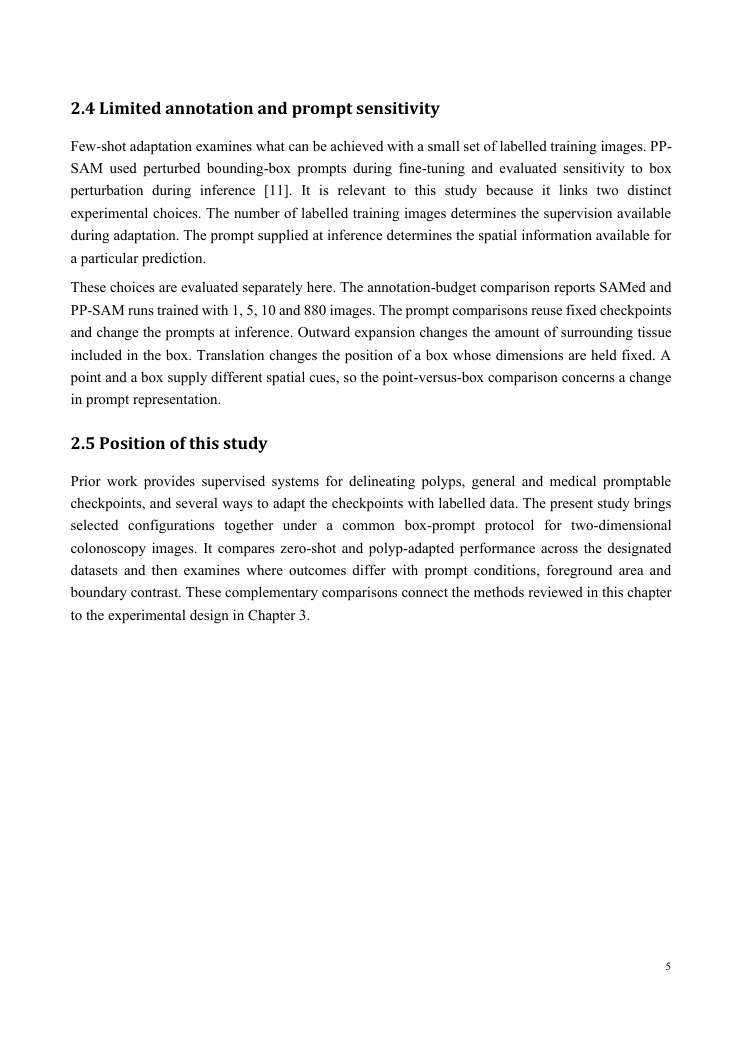 2.4 Limited annotation and prompt sensitivity
Few-shot adaptation examines what can be achieved with a small set of labelled training images. PP-
SAM used perturbed bounding-box prompts during fine-tuning and evaluated sensitivity to box
perturbation during inference [11]. It is relevant to this study because it links two distinct
experimental choices. The number of labelled training images determines the supervision available
during adaptation. The prompt supplied at inference determines the spatial information available for
a particular prediction.
These choices are evaluated separately here. The annotation-budget comparison reports SAMed and
PP-SAM runs trained with 1, 5, 10 and 880 images. The prompt comparisons reuse fixed checkpoints
and change the prompts at inference. Outward expansion changes the amount of surrounding tissue
included in the box. Translation changes the position of a box whose dimensions are held fixed. A
point and a box supply different spatial cues, so the point-versus-box comparison concerns a change
in prompt representation.
2.5 Position of this study
Prior work provides supervised systems for delineating polyps, general and medical promptable
checkpoints, and several ways to adapt the checkpoints with labelled data. The present study brings
selected configurations together under a common box-prompt protocol for two-dimensional
colonoscopy images. It compares zero-shot and polyp-adapted performance across the designated
datasets and then examines where outcomes differ with prompt conditions, foreground area and
boundary contrast. These complementary comparisons connect the methods reviewed in this chapter
to the experimental design in Chapter 3.
5